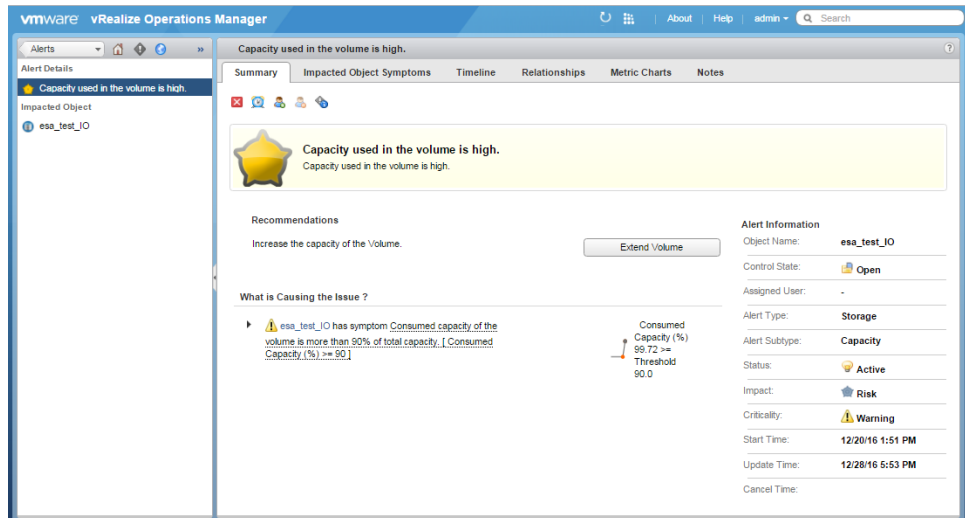 vmware vRealize Operations Manager
About
Help
admin
Search
Alerts
»
Alert Details
Capacity used in the volume is high.
Impacted Object
esa_test_IO
Capacity used in the volume is high.
?
Summary
Impacted Object Symptoms
Timeline
Relationships
Metric Charts
Notes
Capacity used in the volume is high.
Capacity used in the volume is high.
Recommendations
Increase the capacity of the Volume.
Extend Volume
What is Causing the Issue ?
esa_test_IO has symptom Consumed capacity of the
volume is more than 90% of total capacity. [ Consumed
Capacity (%) >= 90 ]
Consumed
Capacity (%)
99.72 >=
Threshold
90.0
Alert Information
Object Name: esa_test_IO
Control State: Open
Assigned User: -
Alert Type: Storage
Alert Subtype: Capacity
Status: Active
Impact: Risk
Criticality: Warning
Start Time: 12/20/16 1:51 PM
Update Time: 12/28/16 5:53 PM
Cancel Time: